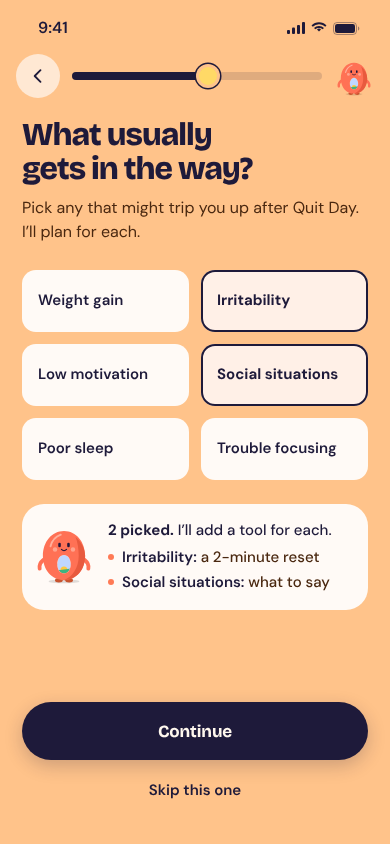 9:41
What usually
gets in the way?
Pick any that might trip you up after Quit Day.
I’ll plan for each.
Weight gain
Irritability
Low motivation
Social situations
Poor sleep
Trouble focusing
2 picked. I’ll add a tool for each.
Irritability: a 2-minute reset
Social situations: what to say
Continue
Skip this one